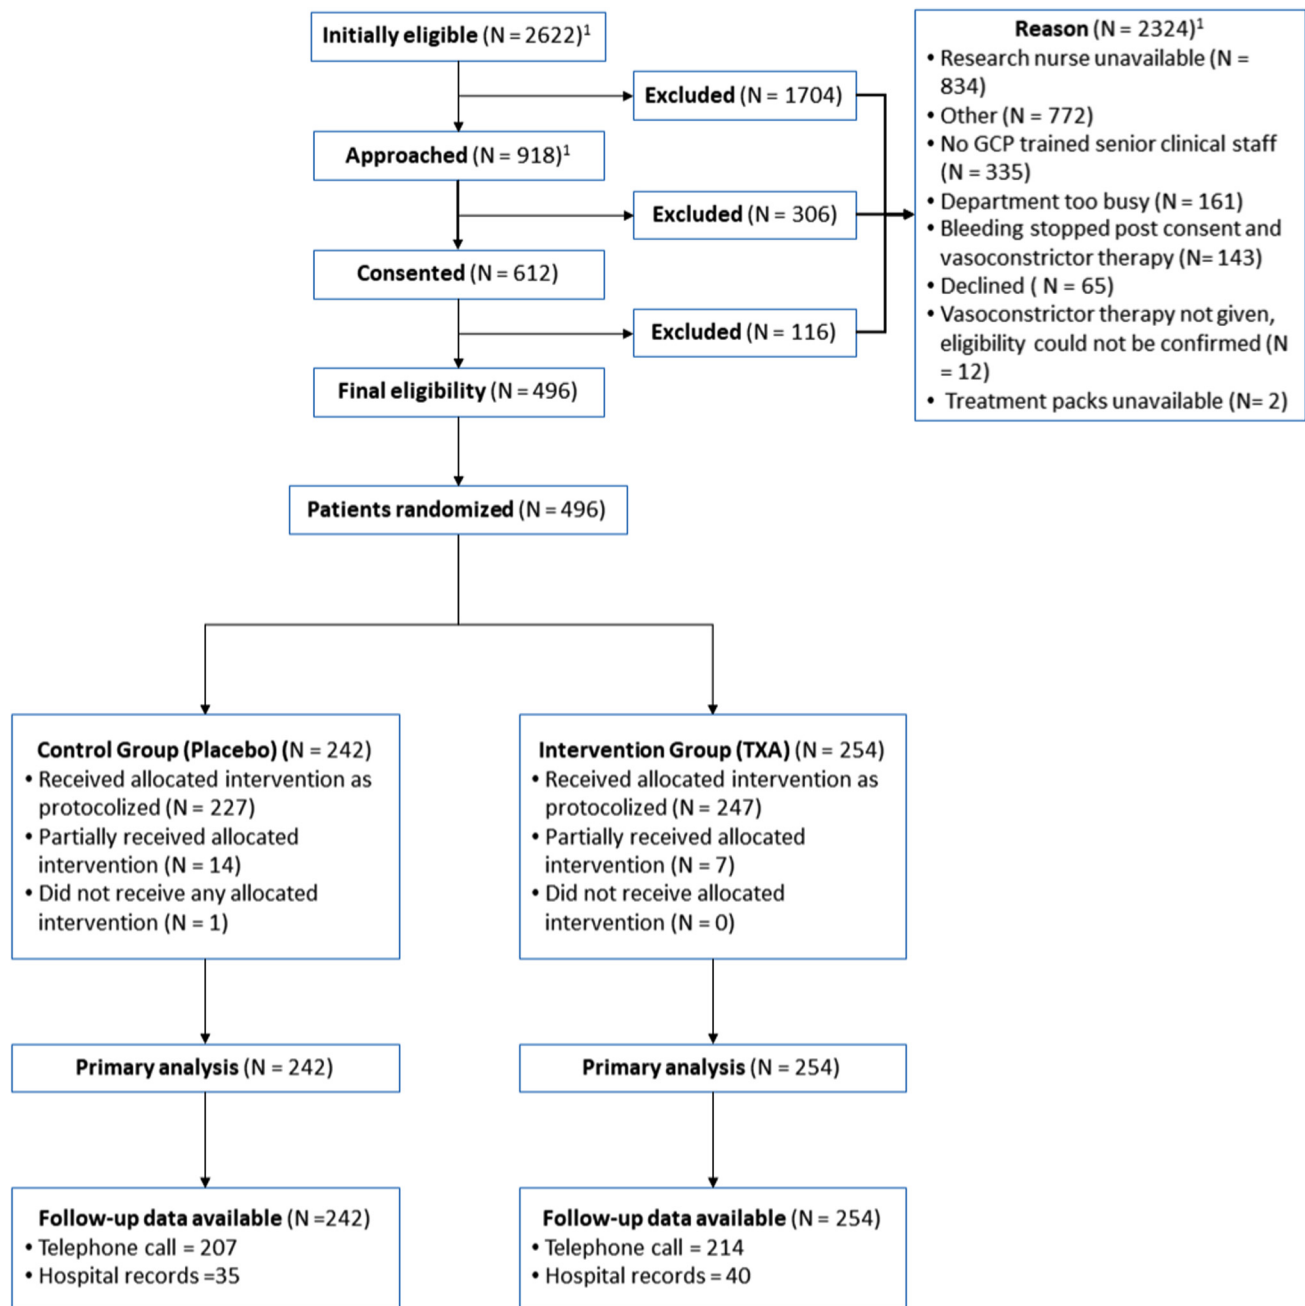 Initially eligible (N = 2622)¹
Reason (N = 2324)¹
• Research nurse unavailable (N =
834)
• Other (N = 772)
• No GCP trained senior clinical staff
(N = 335)
• Department too busy (N = 161)
• Bleeding stopped post consent and
vasoconstrictor therapy (N= 143)
• Declined ( N = 65)
• Vasoconstrictor therapy not given,
eligibility could not be confirmed (N
= 12)
• Treatment packs unavailable (N= 2)
Excluded (N = 1704)
Approached (N = 918)¹
Excluded (N = 306)
Consented (N = 612)
Excluded (N = 116)
Final eligibility (N = 496)
Patients randomized (N = 496)
Control Group (Placebo) (N = 242)
• Received allocated intervention as
protocolized (N = 227)
• Partially received allocated
intervention (N = 14)
• Did not receive any allocated
intervention (N = 1)
Intervention Group (TXA) (N = 254)
• Received allocated intervention as
protocolized (N = 247)
• Partially received allocated
intervention (N = 7)
• Did not receive allocated
intervention (N = 0)
Primary analysis (N = 242)
Primary analysis (N = 254)
Follow-up data available (N =242)
• Telephone call = 207
• Hospital records =35
Follow-up data available (N = 254)
• Telephone call = 214
• Hospital records = 40